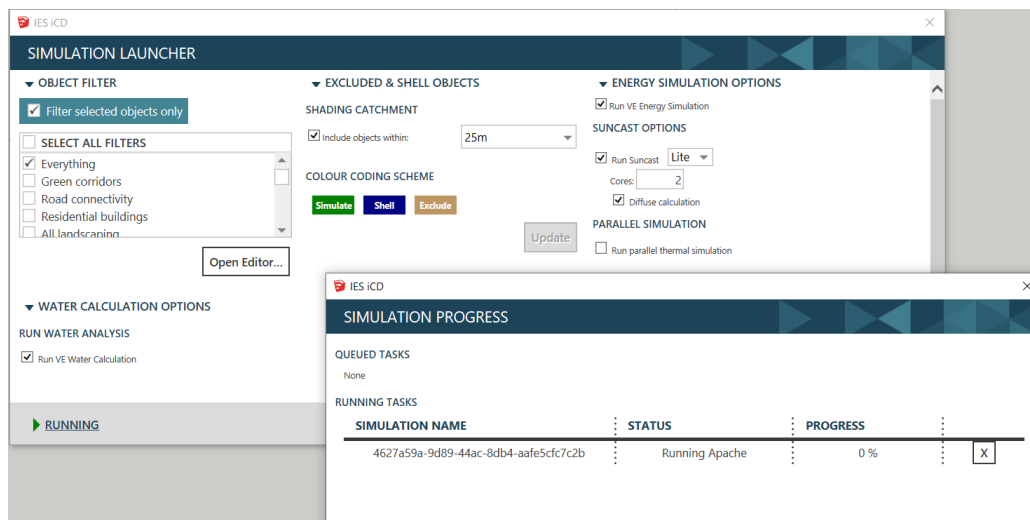 IES iCD
SIMULATION LAUNCHER
OBJECT FILTER
Filter selected objects only
SELECT ALL FILTERS
Everything
Green corridors
Road connectivity
Residential buildings
All landscaping
Open Editor...
WATER CALCULATION OPTIONS
RUN WATER ANALYSIS
Run VE Water Calculation
RUNNING
EXCLUDED & SHELL OBJECTS
SHADING CATCHMENT
Include objects within: 25m
COLOUR CODING SCHEME
Simulate Shell Exclude
Update
ENERGY SIMULATION OPTIONS
Run VE Energy Simulation
SUNCAST OPTIONS
Run Suncast Lite
Cores: 2
Diffuse calculation
PARALLEL SIMULATION
Run parallel thermal simulation
IES iCD
SIMULATION PROGRESS
QUEUED TASKS
None
RUNNING TASKS
SIMULATION NAME STATUS PROGRESS
4627a59a-9d89-44ac-8db4-aafe5cfc7c2b Running Apache 0 % X